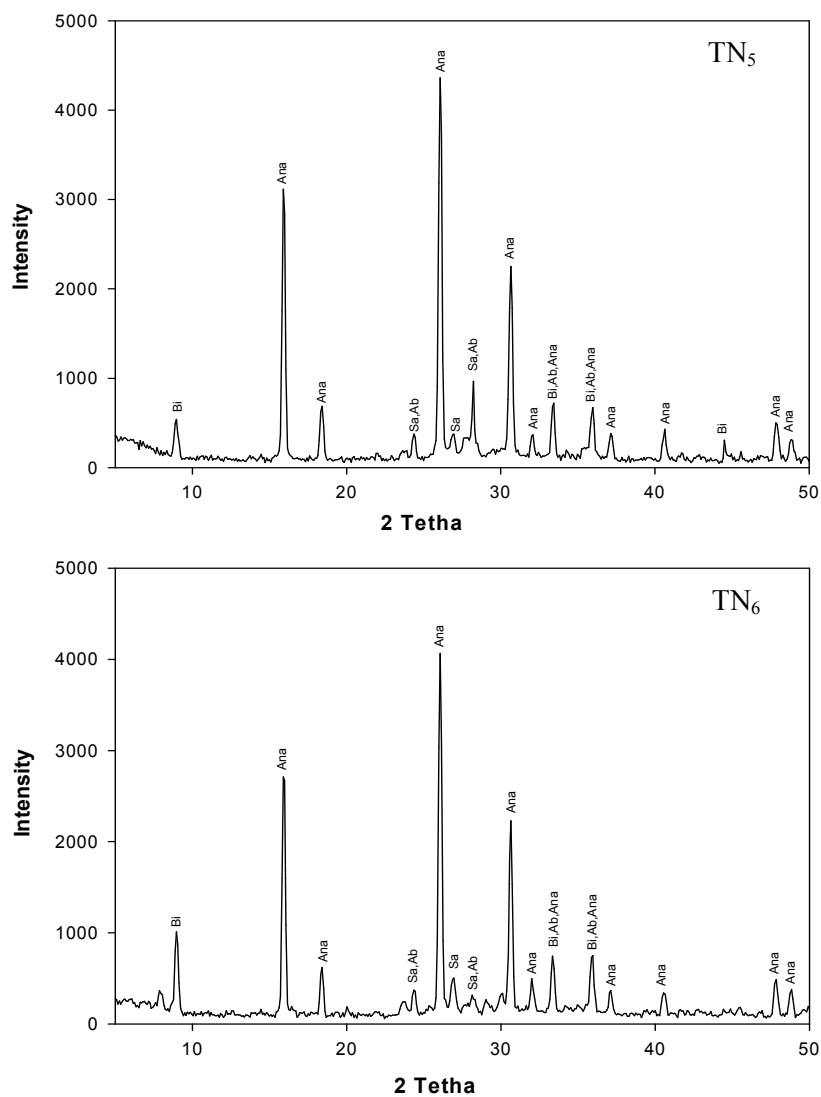 TN₅
5000
4000
3000
2000
1000
0
Intensity
Bi
Ana
Ana
Sa,Ab
Ana
Sa
Sa,Ab
Ana
Ana
Bi,Ab,Ana
Bi,Ab,Ana
Ana
Ana
Bi
Ana
Ana
10 20 30 40 50
2 Tetha
TN₆
5000
4000
3000
2000
1000
0
Intensity
Bi
Ana
Ana
Sa,Ab
Ana
Sa
Sa,Ab
Ana
Ana
Bi,Ab,Ana
Bi,Ab,Ana
Ana
Ana
Ana
Ana
10 20 30 40 50
2 Tetha